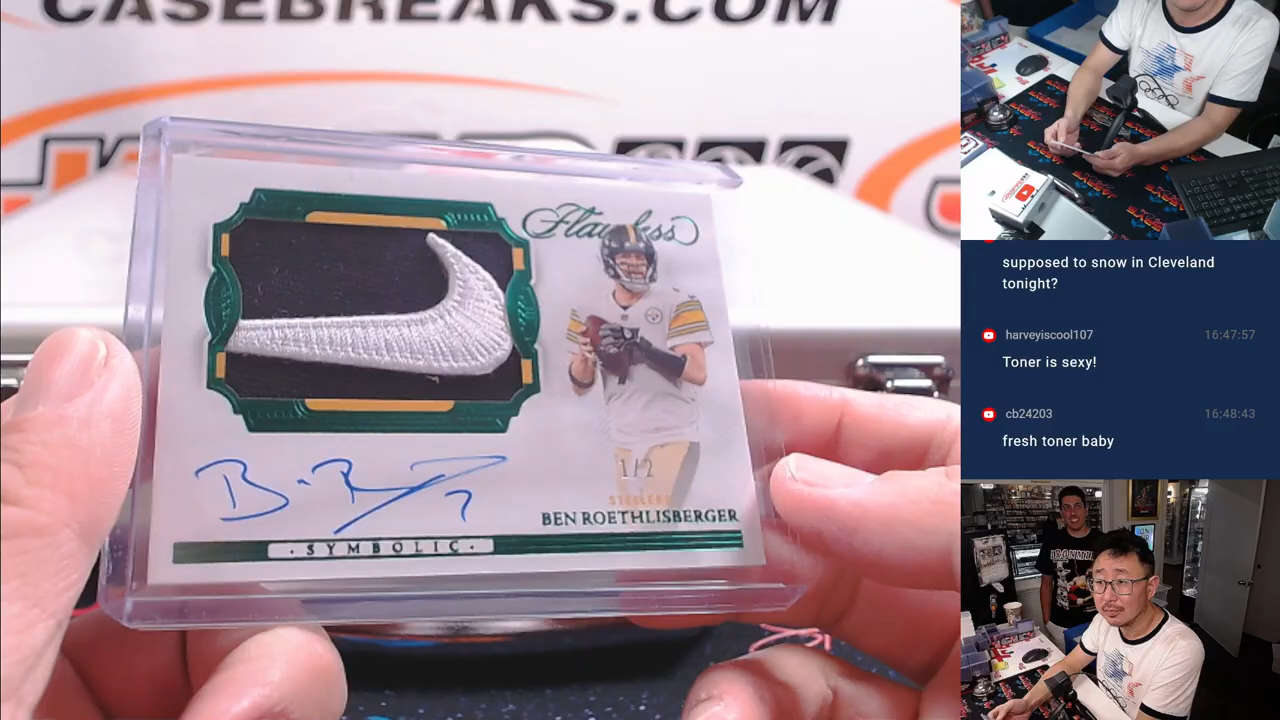 CASEBREAKS.COM
Flawless
1/2
STEELERS
BEN ROETHLISBERGER
· SYMBOLIC ·
supposed to snow in Cleveland
tonight?
harveyiscool107 16:47:57
Toner is sexy!
cb24203 16:48:43
fresh toner baby